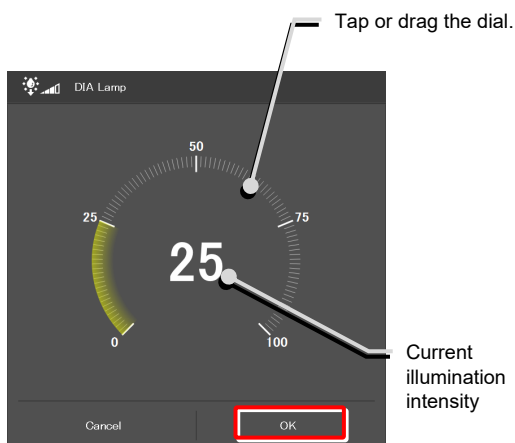 Tap or drag the dial.
DIA Lamp
50
25
75
25
0
100
Current
illumination
intensity
Cancel
OK